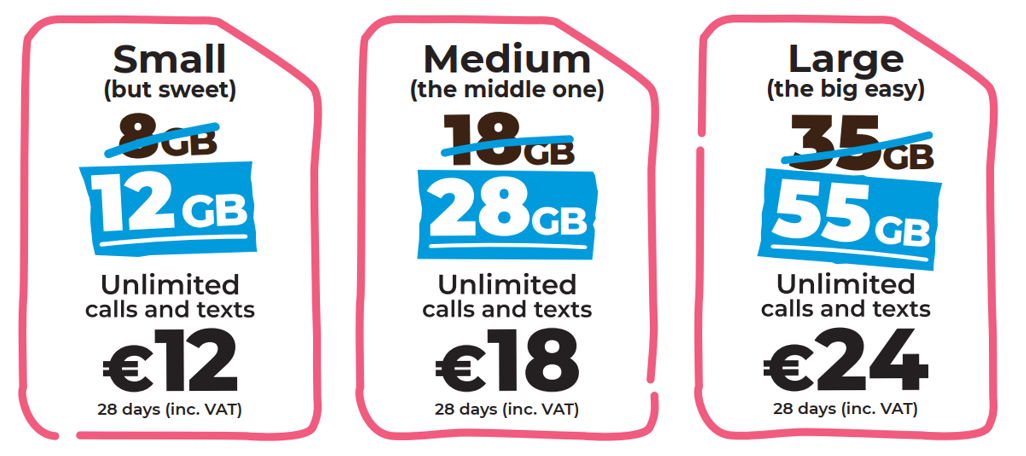 Small
(but sweet)
8GB
12 GB
Unlimited
calls and texts
€12
28 days (inc. VAT)
Medium
(the middle one)
18GB
28GB
Unlimited
calls and texts
€18
28 days (inc. VAT)
Large
(the big easy)
35GB
55GB
Unlimited
calls and texts
€24
28 days (inc. VAT)